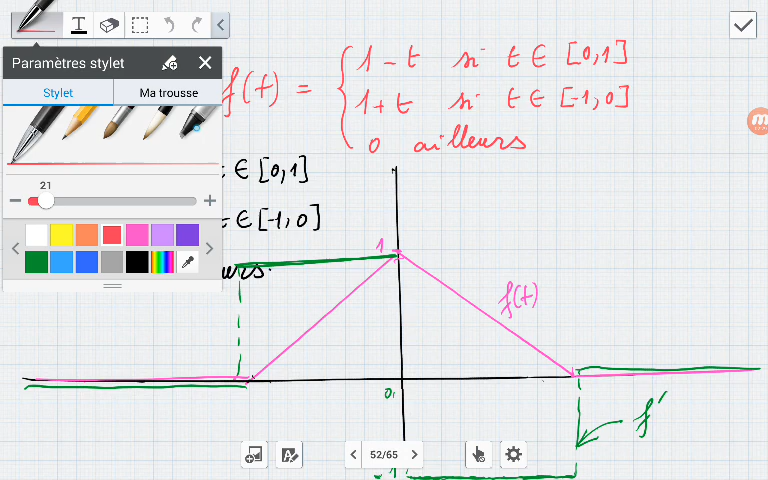 T
Paramètres stylet
Stylet Ma trousse
21
f(t) = { 1 - t si t ∈ [0,1]
1 + t si t ∈ [-1,0]
0 ailleurs
t ∈ [0,1]
t ∈ [-1,0]
urs.
1
f(t)
0,
f'
52/65
-1